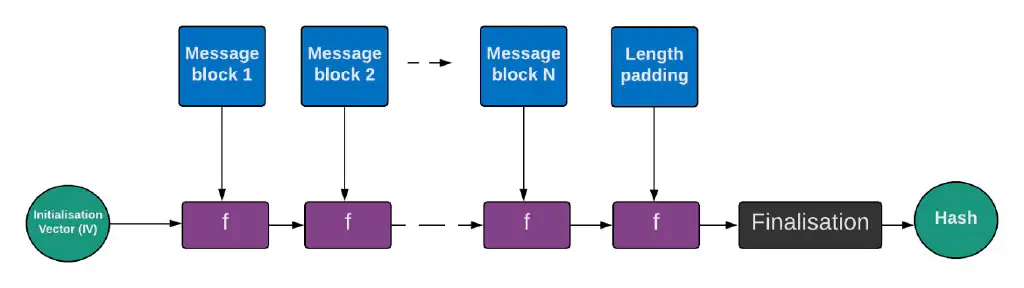 Message
block 1
Message
block 2
Message
block N
Length
padding
Initialisation
Vector (IV)
f
f
f
f
Finalisation
Hash